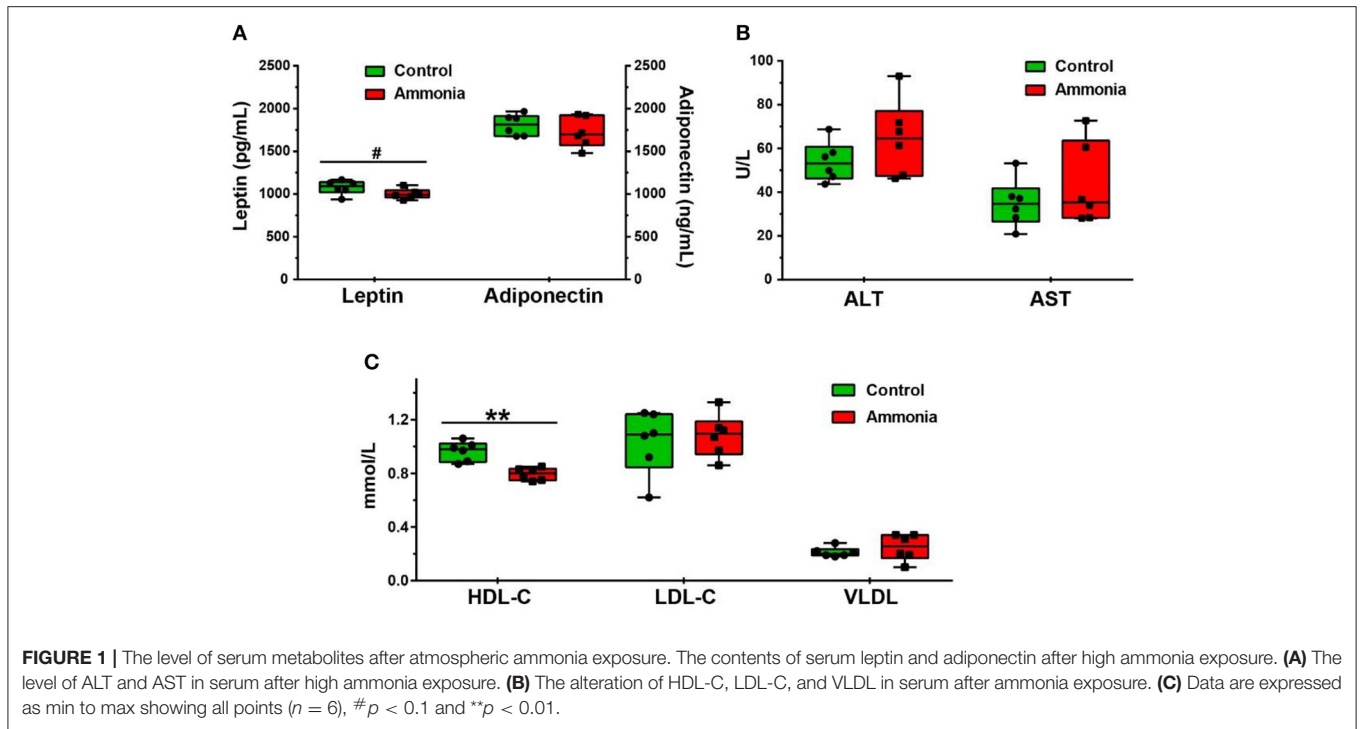 A
B
2500
2000
1500
1000
500
0
Leptin (pg/mL)
Control
Ammonia
#
2500
2000
1500
1000
500
0
Adiponectin (ng/mL)
Leptin
Adiponectin
100
80
60
40
20
0
U/L
Control
Ammonia
ALT
AST
C
1.2
0.8
0.4
0.0
mmol/L
**
Control
Ammonia
HDL-C
LDL-C
VLDL
FIGURE 1 | The level of serum metabolites after atmospheric ammonia exposure. The contents of serum leptin and adiponectin after high ammonia exposure. (A) The
level of ALT and AST in serum after high ammonia exposure. (B) The alteration of HDL-C, LDL-C, and VLDL in serum after ammonia exposure. (C) Data are expressed
as min to max showing all points (n = 6), #p < 0.1 and **p < 0.01.